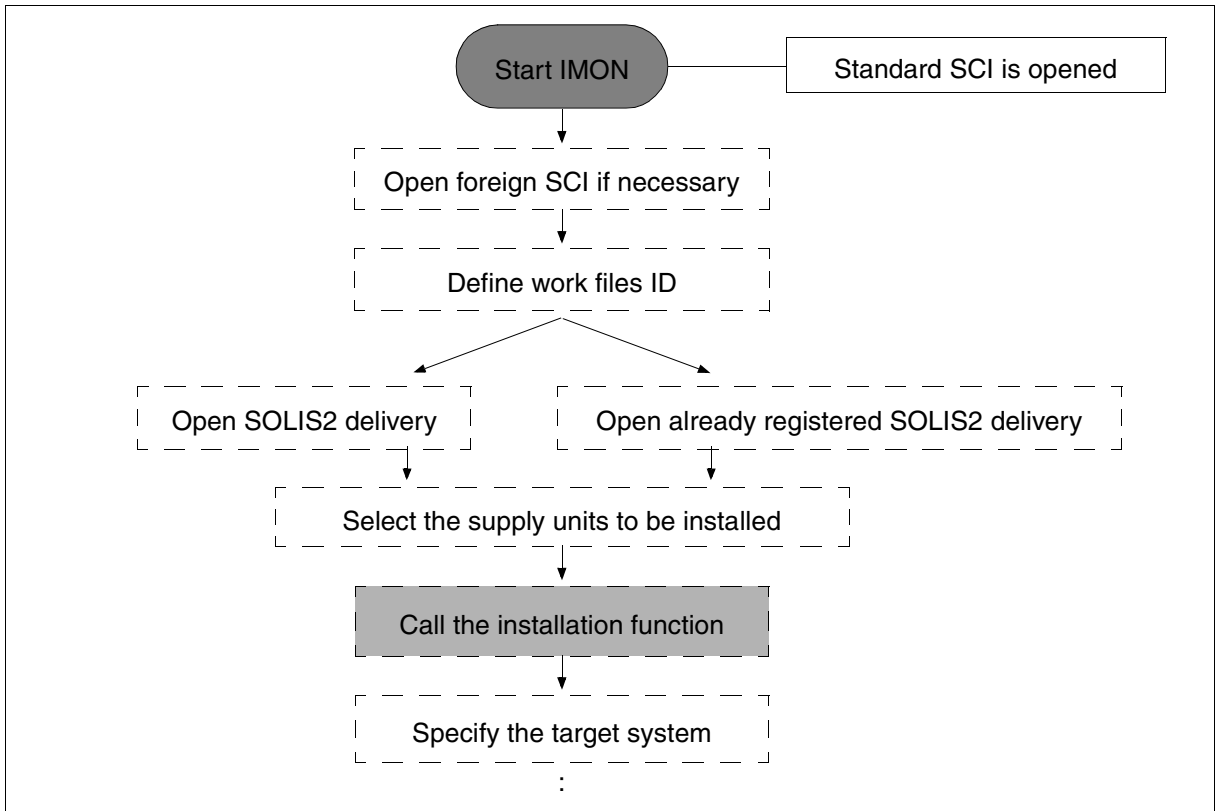 Start IMON
Standard SCI is opened
Open foreign SCI if necessary
Define work files ID
Open SOLIS2 delivery
Open already registered SOLIS2 delivery
Select the supply units to be installed
Call the installation function
Specify the target system
: